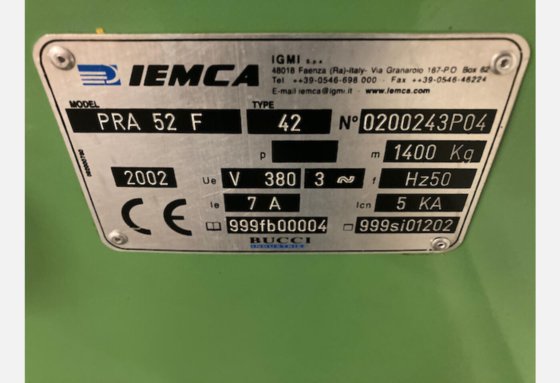 IEMCA
IGMI s.p.a.
48018 Faenza (Ra)-Italy- Via Granarolo 167-P.O Box 62
Tel ++39-0546-698 000 - Fax ++39-0546-46224
E-mail iemca@igmi.it - www.iemca.com
MODEL TYPE
PRA 52 F 42 N° 0200243P04
p m 1400 Kg
2002 Ue V 380 3 ~ f Hz50
Ie 7 A Icn 5 KA
CE
999fb00004 999si01202
BUCCI
INDUSTRIE